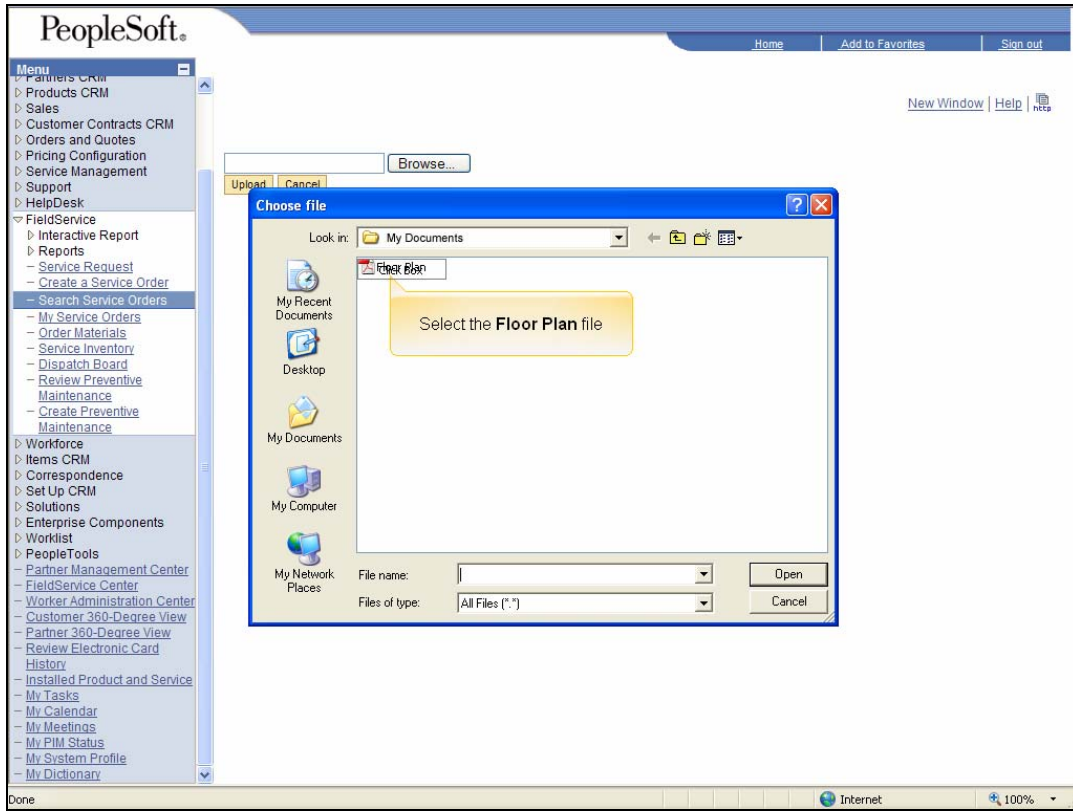 PeopleSoft®
Home
Add to Favorites
Sign out
Menu
Partners CRM
Products CRM
Sales
Customer Contracts CRM
Orders and Quotes
Pricing Configuration
Service Management
Support
HelpDesk
FieldService
Interactive Report
Reports
– Service Request
– Create a Service Order
– Search Service Orders
– My Service Orders
– Order Materials
– Service Inventory
– Dispatch Board
– Review Preventive
Maintenance
– Create Preventive
Maintenance
Workforce
Items CRM
Correspondence
Set Up CRM
Solutions
Enterprise Components
Worklist
PeopleTools
– Partner Management Center
– FieldService Center
– Worker Administration Center
– Customer 360-Degree View
– Partner 360-Degree View
– Review Electronic Card
History
– Installed Product and Service
– My Tasks
– My Calendar
– My Meetings
– My PIM Status
– My System Profile
– My Dictionary
New Window | Help | http
Browse...
Upload Cancel
Choose file
Look in: My Documents
Floor Plan
Click Box
Select the Floor Plan file
My Recent
Documents
Desktop
My Documents
My Computer
My Network
Places
File name:
Open
Files of type: All Files (*.*)
Cancel
Done
Internet
100%